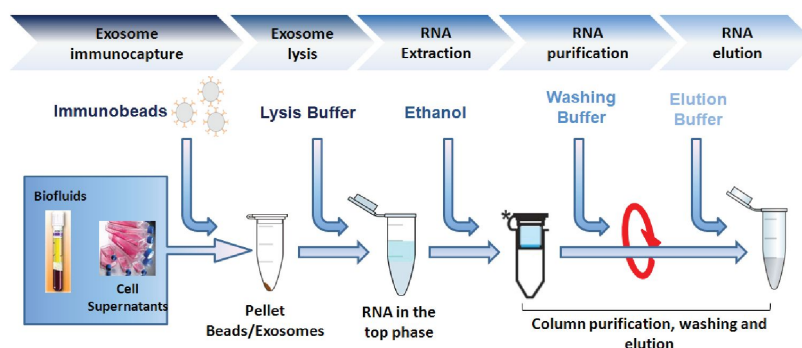 Exosome
immunocapture
Exosome
lysis
RNA
Extraction
RNA
purification
RNA
elution
Immunobeads
Lysis Buffer
Ethanol
Washing
Buffer
Elution
Buffer
Biofluids
Cell
Supernatants
*
Pellet
Beads/Exosomes
RNA in the
top phase
Column purification, washing and
elution